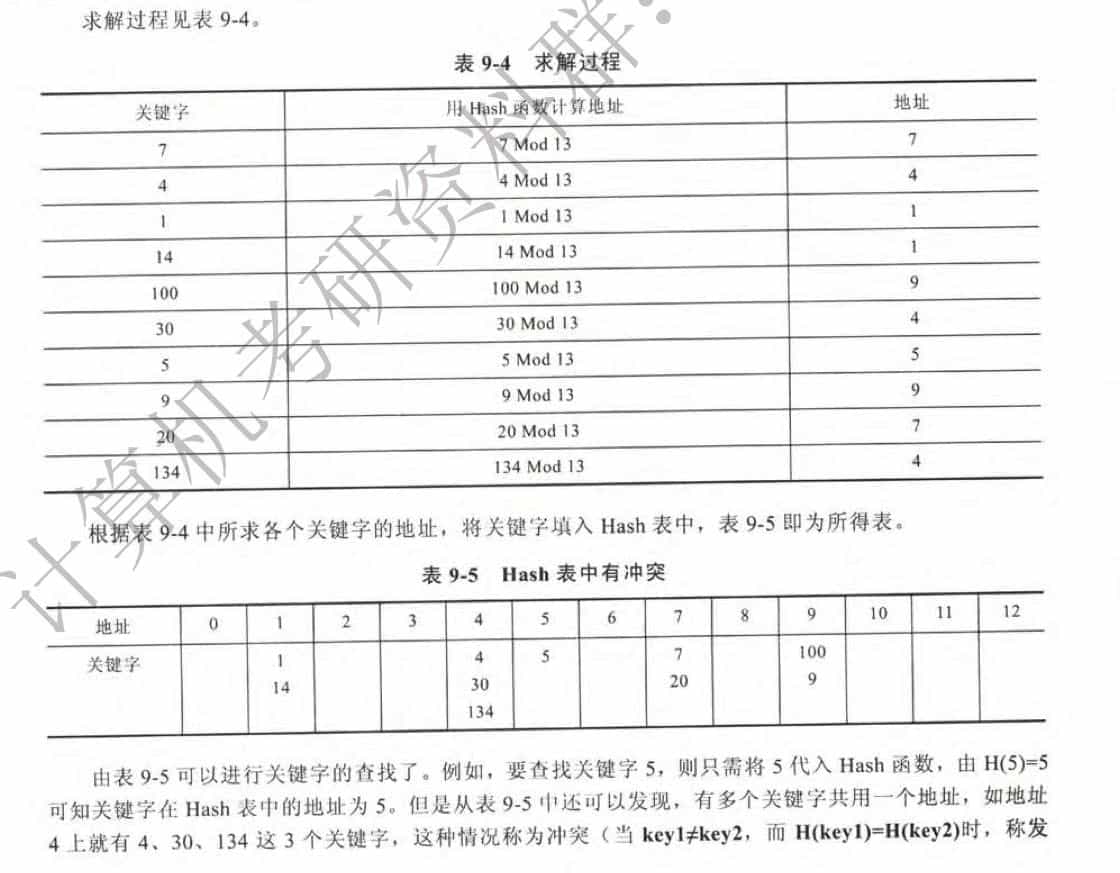 求解过程见表 9-4。
表 9-4 求解过程
关键字 用 Hash 函数计算地址 地址
7 7 Mod 13 7
4 4 Mod 13 4
1 1 Mod 13 1
14 14 Mod 13 1
100 100 Mod 13 9
30 30 Mod 13 4
5 5 Mod 13 5
9 9 Mod 13 9
20 20 Mod 13 7
134 134 Mod 13 4
根据表 9-4 中所求各个关键字的地址，将关键字填入 Hash 表中，表 9-5 即为所得表。
表 9-5 Hash 表中有冲突
地址 0 1 2 3 4 5 6 7 8 9 10 11 12
关键字 1 4 5 7 100
14 30 20 9
134
由表 9-5 可以进行关键字的查找了。例如，要查找关键字 5，则只需将 5 代入 Hash 函数，由 H(5)=5
可知关键字在 Hash 表中的地址为 5。但是从表 9-5 中还可以发现，有多个关键字共用一个地址，如地址
4 上就有 4、30、134 这 3 个关键字，这种情况称为冲突（当 key1≠key2，而 H(key1)=H(key2)时，称发
计算机考研资料群：